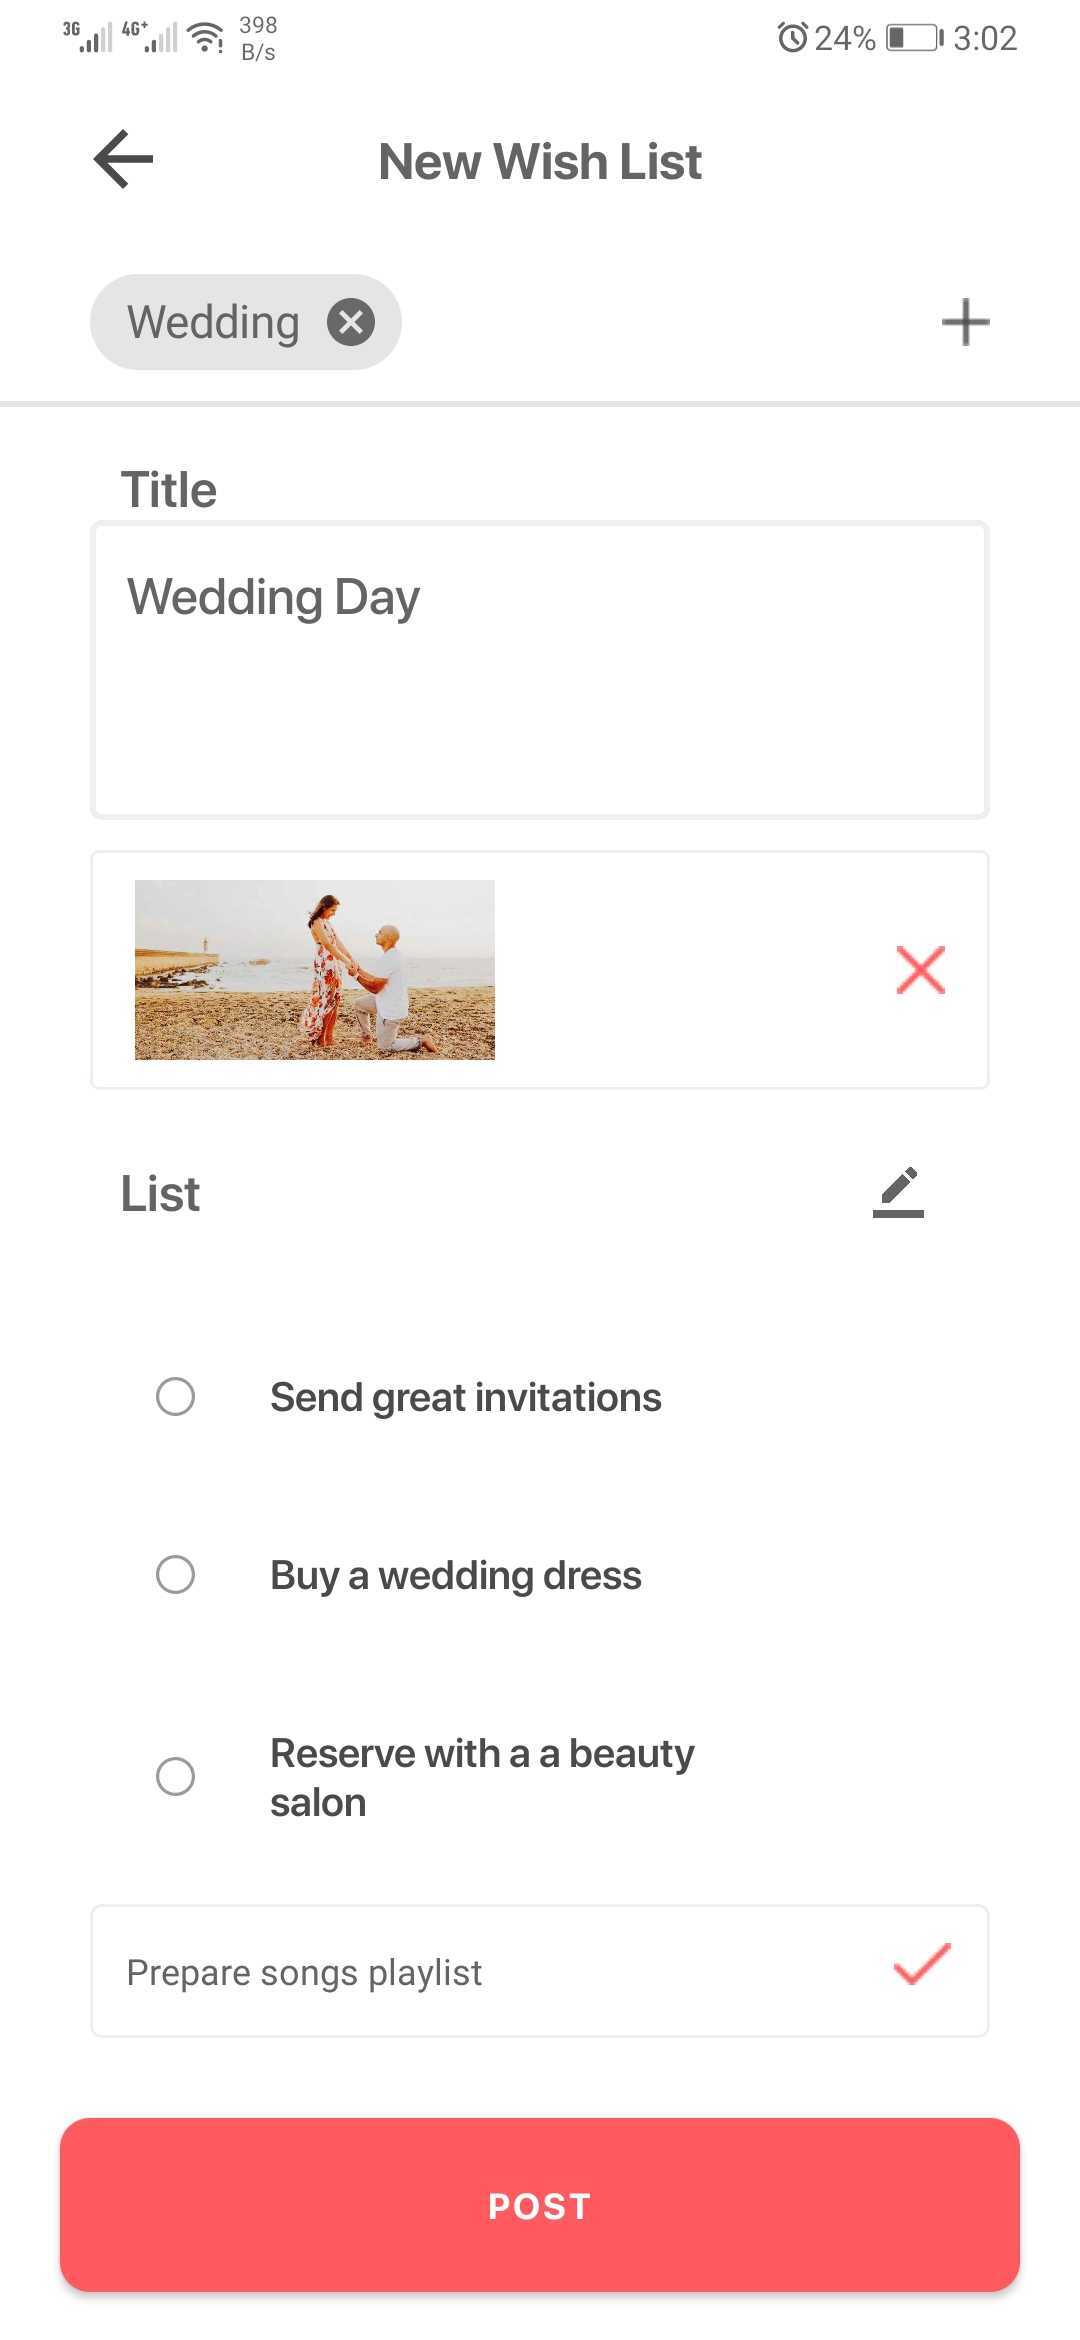 3G 4G+ 398 B/s 24% 3:02
New Wish List
Wedding
Title
Wedding Day
List
Send great invitations
Buy a wedding dress
Reserve with a a beauty
salon
Prepare songs playlist
POST